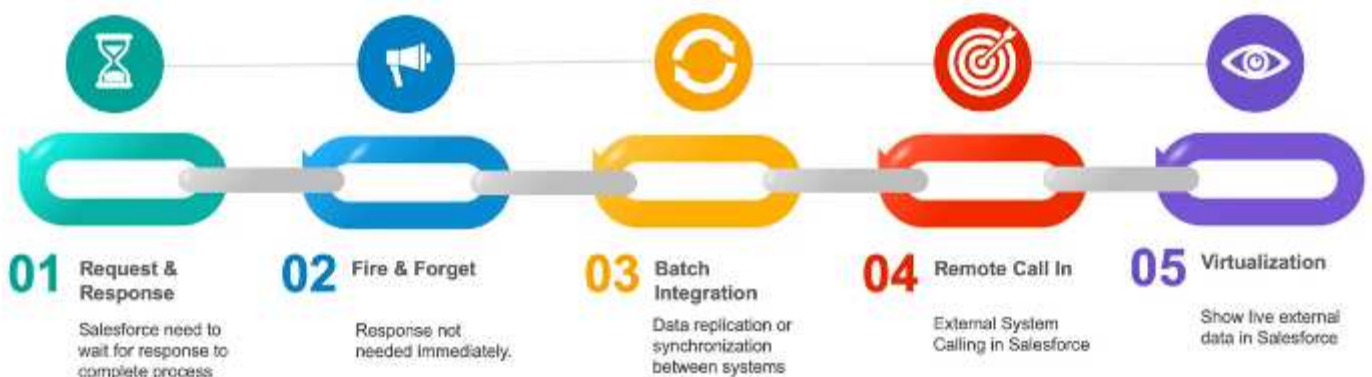 01
Request &
Response
Salesforce need to
wait for response to
complete process
02
Fire & Forget
Response not
needed immediately.
03
Batch
Integration
Data replication or
synchronization
between systems
04
Remote Call In
External System
Calling in Salesforce
05
Virtualization
Show live external
data in Salesforce